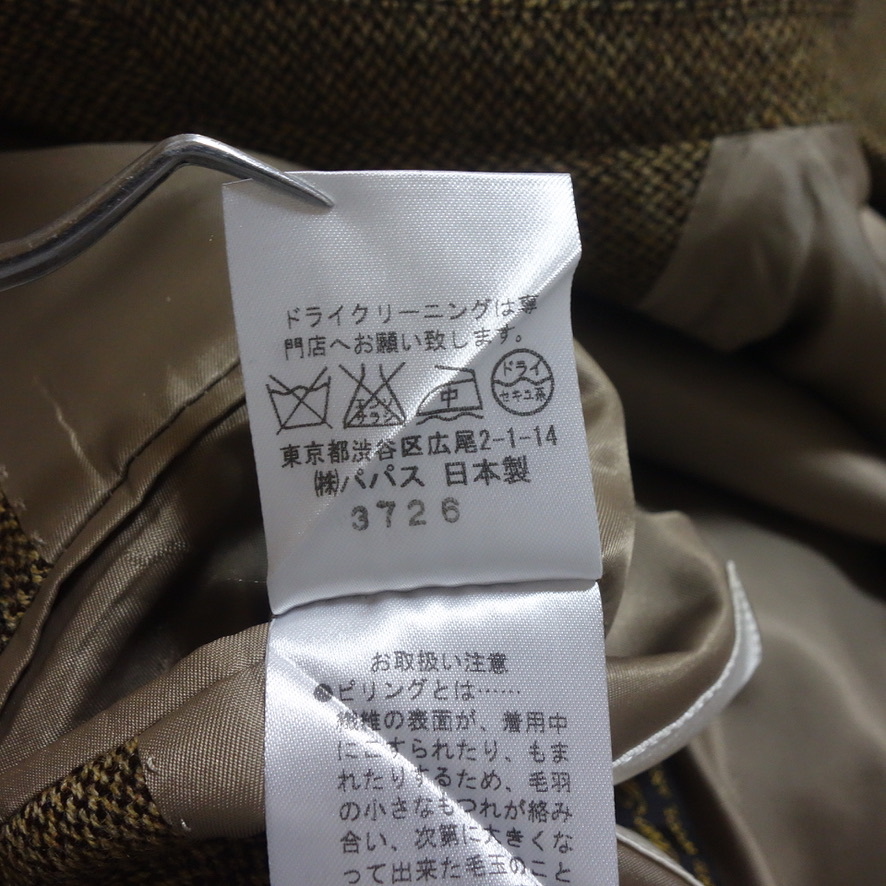 ドライクリーニングは専
門店へお願い致します。
エンソ
サラシ
中
ドライ
セキユ系
東京都渋谷区広尾2-1-14
㈱パパス 日本製
3726
お取扱い注意
●ピリングとは……
繊維の表面が、着用中
にこすられたり、もま
れたりするため、毛羽
の小さなもつれが絡み
合い、次第に大きくな
って出来た毛玉のこと